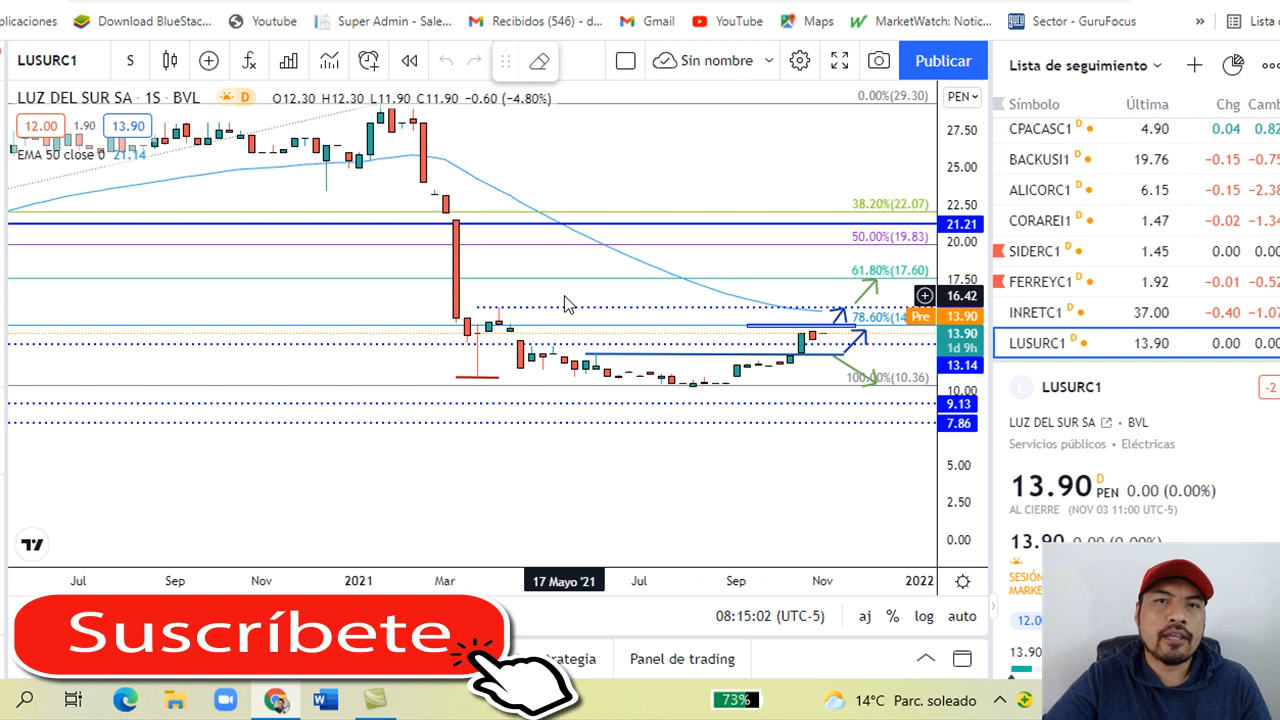 plicaciones
Download BlueStac...
Youtube
Super Admin - Sale...
Recibidos (546) - d...
Gmail
YouTube
Maps
MarketWatch: Notic...
Sector - GuruFocus
»
Lista
LUSURC1
S
Sin nombre
Publicar
Lista de seguimiento
LUZ DEL SUR SA · 1S · BVL
D
O12.30 H12.30 L11.90 C11.90 −0.60 (−4.80%)
12.00
1.90
13.90
EMA 50 close 0
21.14
0.00%(29.30)
38.20%(22.07)
50.00%(19.83)
61.80%(17.60)
78.60%(14
100.00%(10.36)
PEN
27.50
25.00
22.50
21.21
20.00
17.50
16.42
Pre
13.90
13.90
1d 9h
13.14
10.00
9.13
7.86
5.00
2.50
0.00
Jul
Sep
Nov
2021
Mar
17 Mayo '21
Jul
Sep
Nov
2022
Símbolo
Última
Chg
Camb
CPACASC1 D
4.90
0.04
0.82
BACKUSI1 D
19.76
−0.15
−0.75
ALICORC1 D
6.15
−0.15
−2.38
CORAREI1 D
1.47
−0.02
−1.34
SIDERC1 D
1.45
0.00
0.00
FERREYC1 D
1.92
−0.01
−0.52
INRETC1 D
37.00
−0.40
LUSURC1 D
13.90
0.00
0.00
L
LUSURC1
-2
LUZ DEL SUR SA
• BVL
Servicios públicos • Eléctricas
13.90 D PEN 0.00 (0.00%)
AL CIERRE (NOV 03 11:00 UTC-5)
13.90
0.00 (0.00%)
SESIÓN
MARKE
12.0
13.90
08:15:02 (UTC-5)
aj
%
log
auto
Suscríbete
trategia
Panel de trading
73%
14°C Parc. soleado